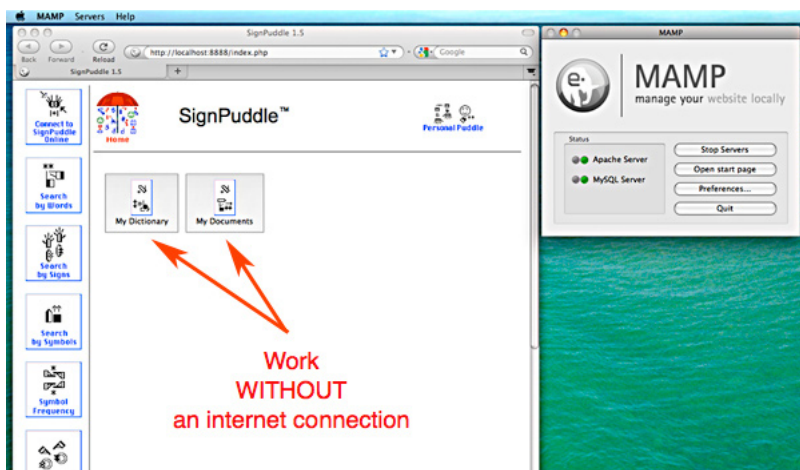 MAMP Servers Help
SignPuddle 1.5
Back Forward Reload
http://localhost:8888/index.php
Google
SignPuddle 1.5
Connect to
SignPuddle
Online
Home
SignPuddle™
Personal Puddle
Search
by Words
My Dictionary
My Documents
Search
by Signs
Search
by Symbols
Symbol
Frequency
Work
WITHOUT
an internet connection
MAMP
MAMP
manage your website locally
Status
Apache Server
MySQL Server
Stop Servers
Open start page
Preferences...
Quit